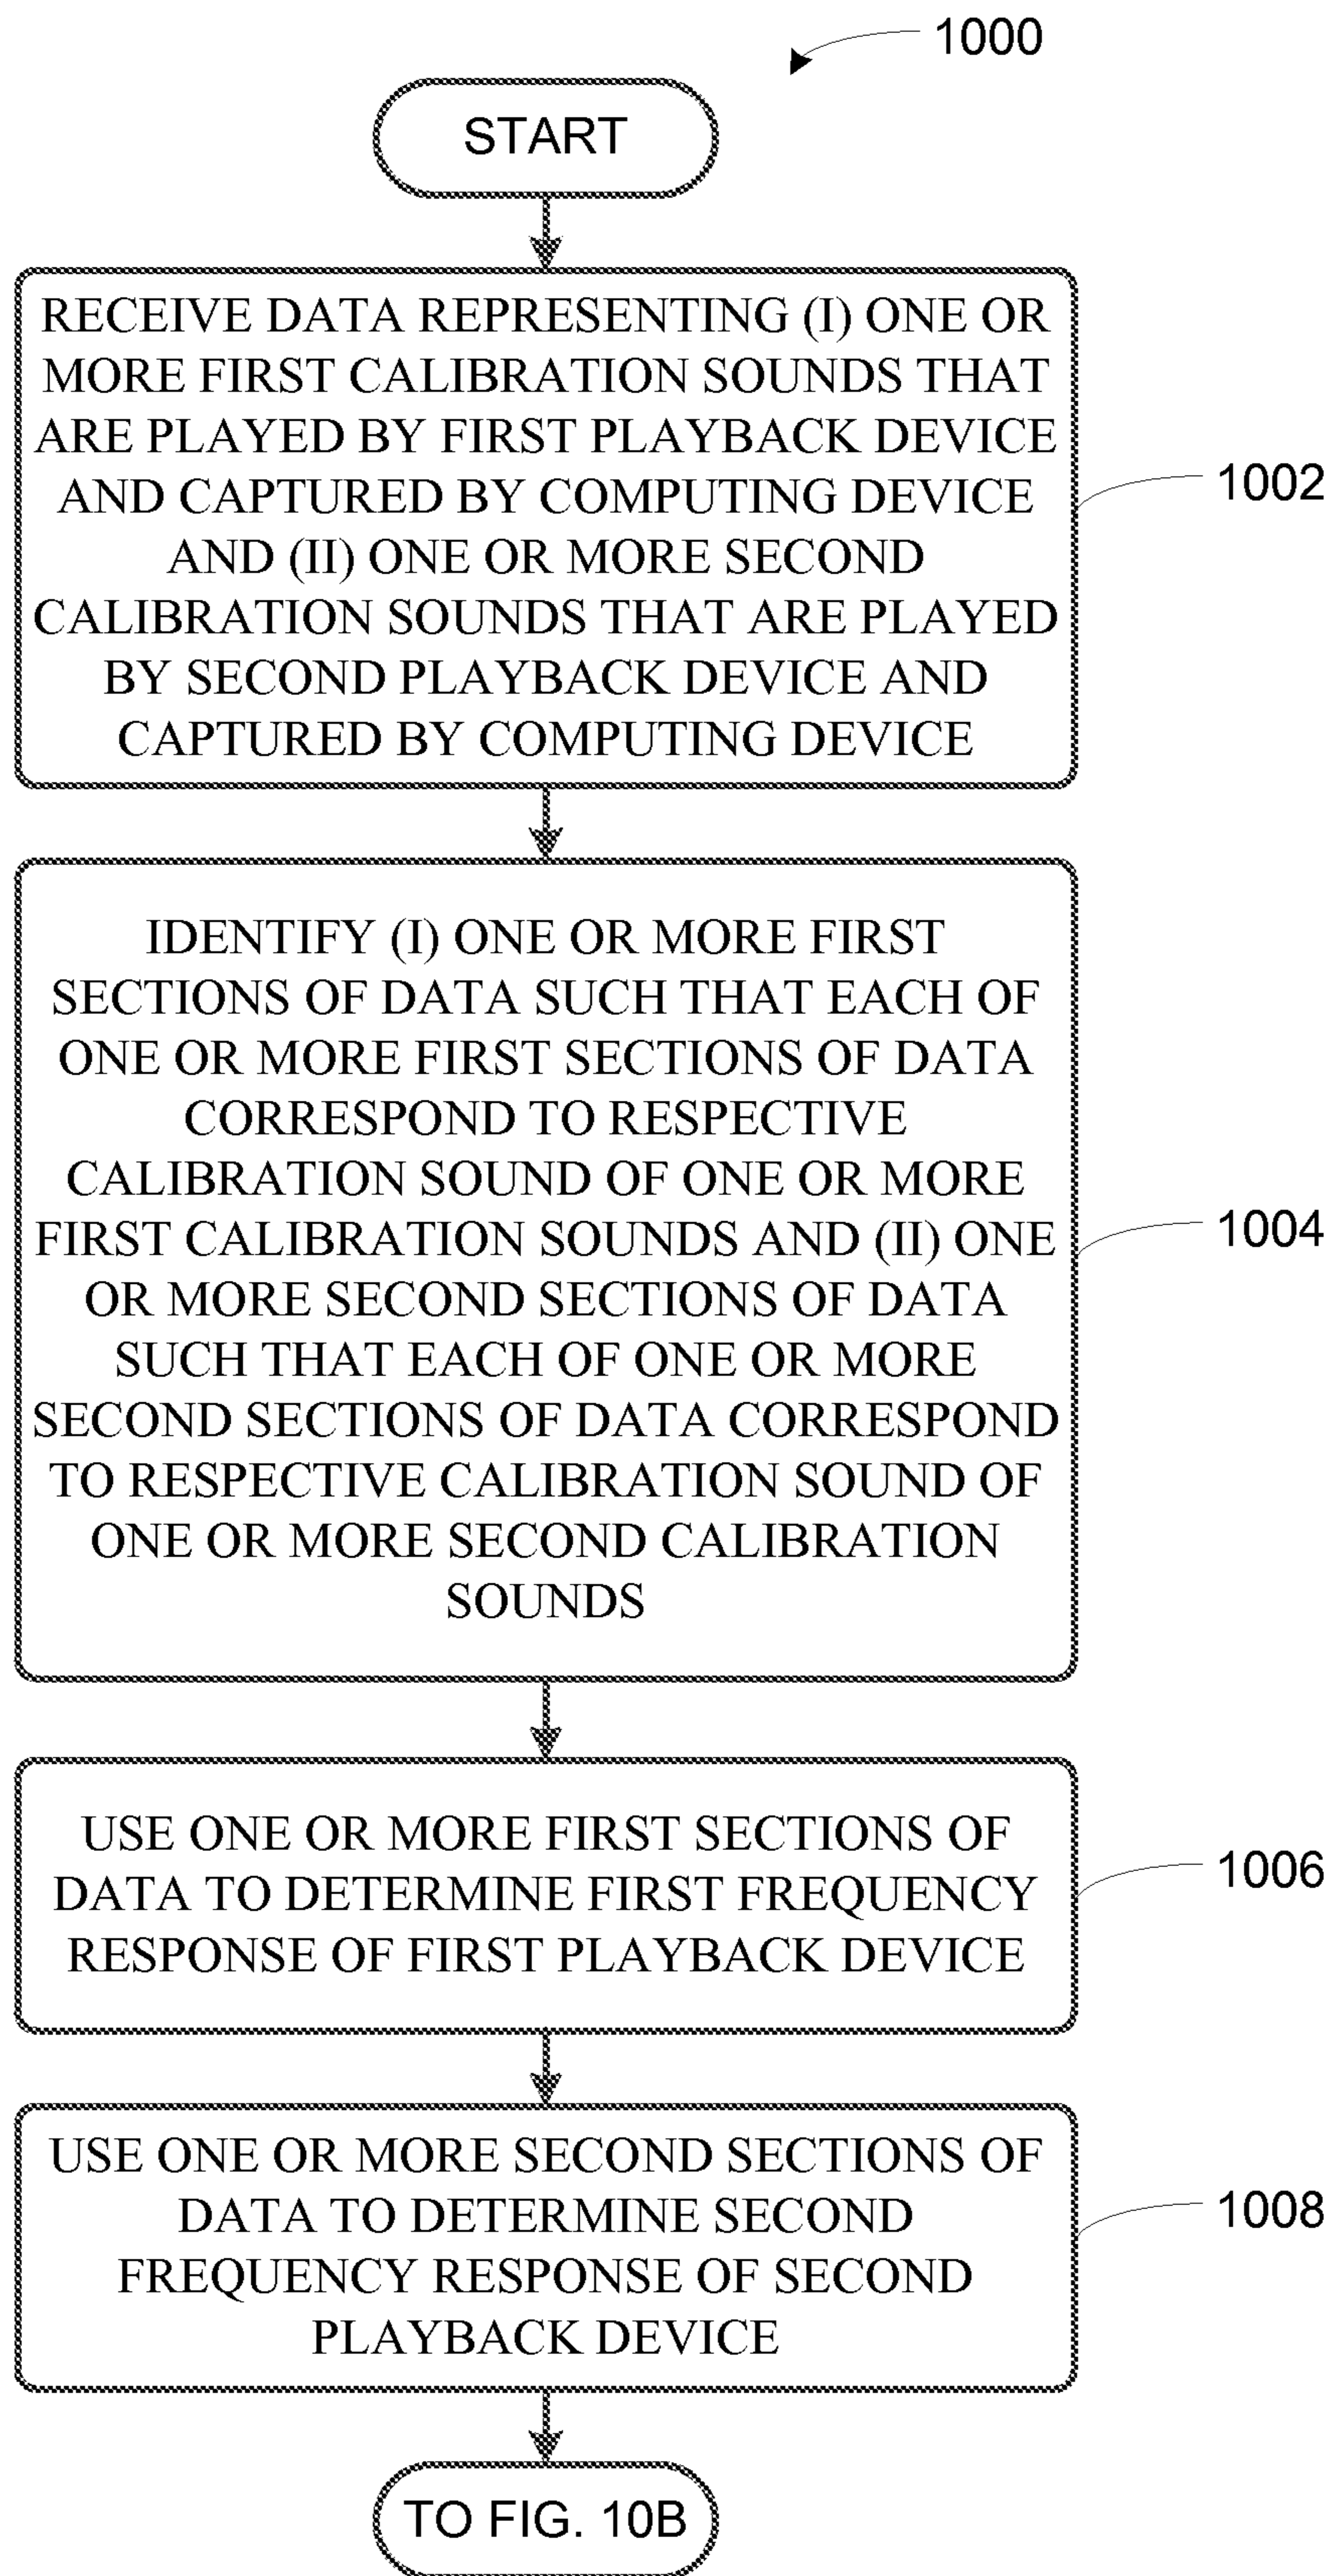 1000
START
RECEIVE DATA REPRESENTING (I) ONE OR
MORE FIRST CALIBRATION SOUNDS THAT
ARE PLAYED BY FIRST PLAYBACK DEVICE
AND CAPTURED BY COMPUTING DEVICE
AND (II) ONE OR MORE SECOND
CALIBRATION SOUNDS THAT ARE PLAYED
BY SECOND PLAYBACK DEVICE AND
CAPTURED BY COMPUTING DEVICE
1002
IDENTIFY (I) ONE OR MORE FIRST
SECTIONS OF DATA SUCH THAT EACH OF
ONE OR MORE FIRST SECTIONS OF DATA
CORRESPOND TO RESPECTIVE
CALIBRATION SOUND OF ONE OR MORE
FIRST CALIBRATION SOUNDS AND (II) ONE
OR MORE SECOND SECTIONS OF DATA
SUCH THAT EACH OF ONE OR MORE
SECOND SECTIONS OF DATA CORRESPOND
TO RESPECTIVE CALIBRATION SOUND OF
ONE OR MORE SECOND CALIBRATION
SOUNDS
1004
USE ONE OR MORE FIRST SECTIONS OF
DATA TO DETERMINE FIRST FREQUENCY
RESPONSE OF FIRST PLAYBACK DEVICE
1006
USE ONE OR MORE SECOND SECTIONS OF
DATA TO DETERMINE SECOND
FREQUENCY RESPONSE OF SECOND
PLAYBACK DEVICE
1008
TO FIG. 10B